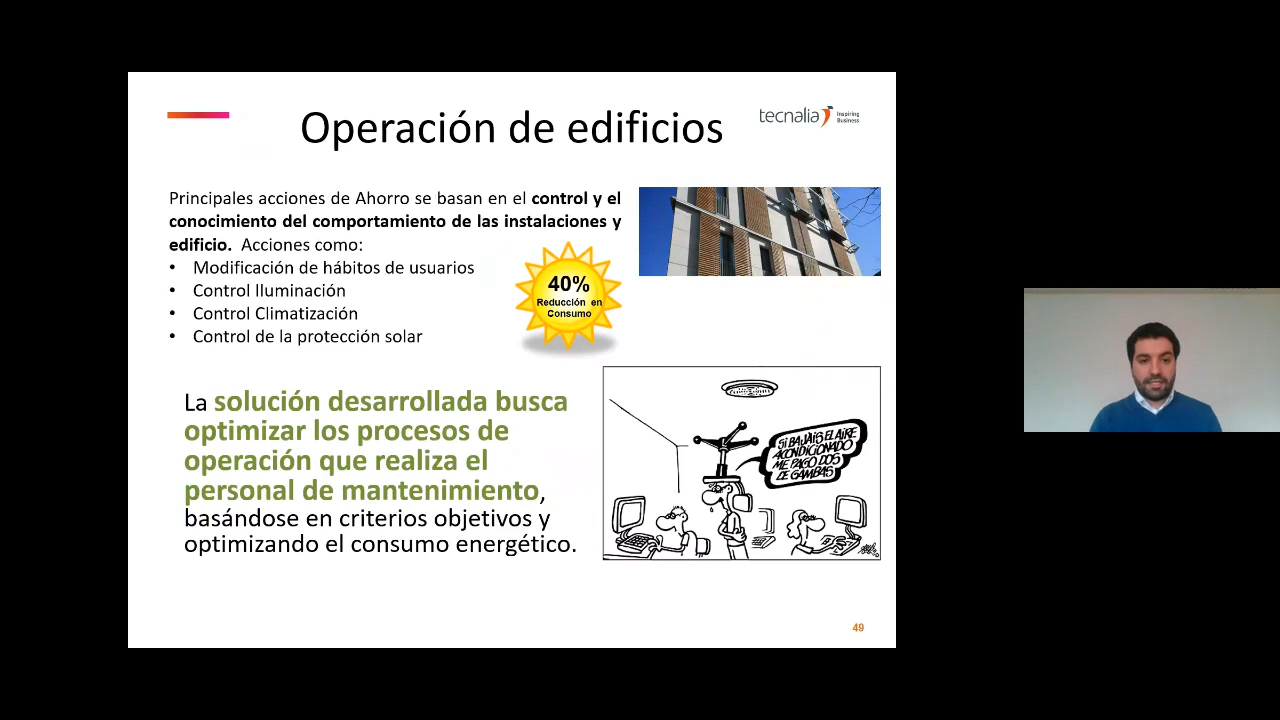 Operación de edificios
tecnalia Inspiring
Business
Principales acciones de Ahorro se basan en el control y el
conocimiento del comportamiento de las instalaciones y
edificio. Acciones como:
• Modificación de hábitos de usuarios
• Control Iluminación
• Control Climatización
• Control de la protección solar
40%
Reducción en
Consumo
La solución desarrollada busca
optimizar los procesos de
operación que realiza el
personal de mantenimiento,
basándose en criterios objetivos y
optimizando el consumo energético.
SI BAJÁIS EL AIRE
ACONDICIONADO
ME PAGO DOS
DE GAMBAS
49